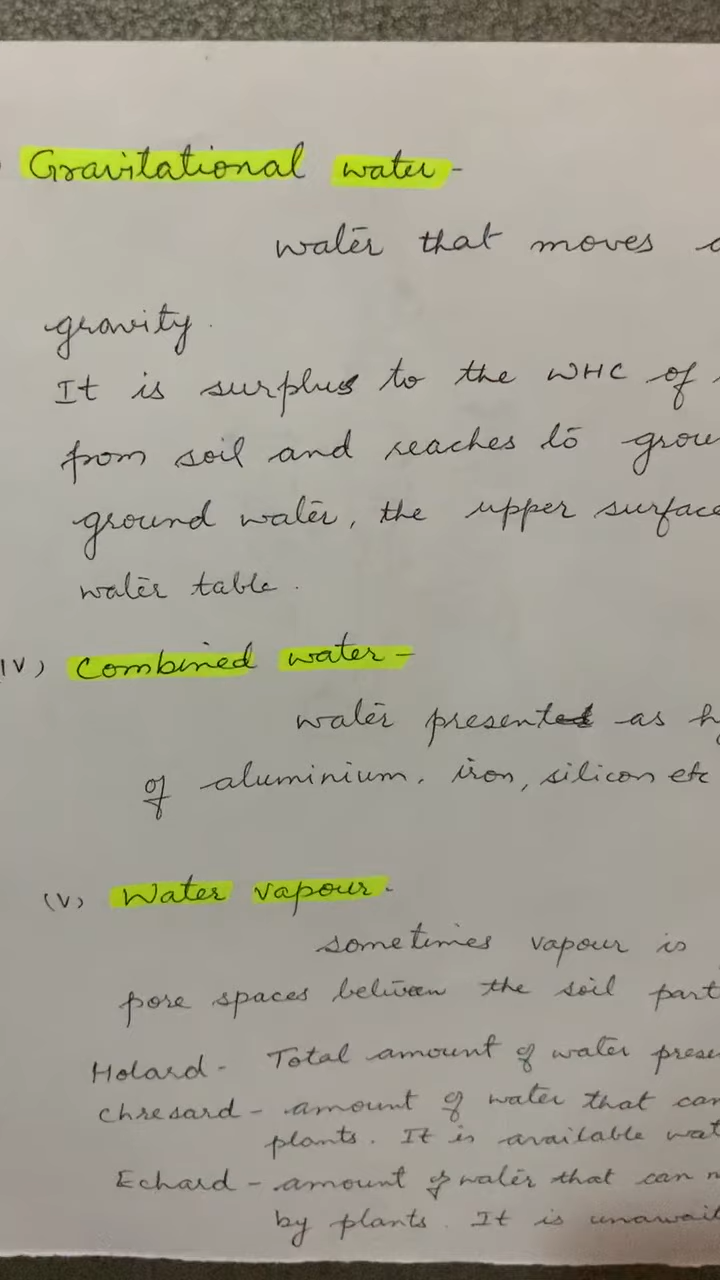 Gravitational water -
water that moves
gravity.
It is surplus to the WHC of
from soil and reaches to grou
ground water, the upper surface
water table.
(IV) Combined water -
water presented as h
of aluminium, iron, silicon etc
(V) Water vapour.
sometimes vapour is
pore spaces between the soil part
Holard - Total amount of water prese
chresard - amount of water that can
plants. It is available wat
Echard - amount of water that can n
by plants. It is unavail